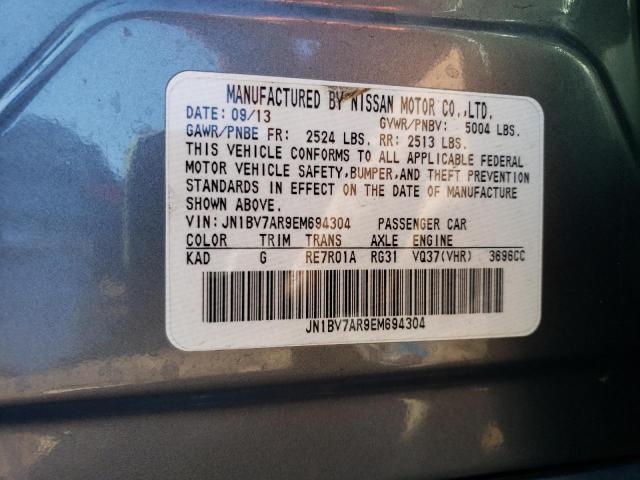 MANUFACTURED BY NISSAN MOTOR CO.,LTD.
DATE: 09/13 GVWR/PNBV: 5004 LBS.
GAWR/PNBE FR: 2524 LBS. RR: 2513 LBS.
THIS VEHICLE CONFORMS TO ALL APPLICABLE FEDERAL
MOTOR VEHICLE SAFETY, BUMPER, AND THEFT PREVENTION
STANDARDS IN EFFECT ON THE DATE OF MANUFACTURE
SHOWN ABOVE.
VIN: JN1BV7AR9EM694304 PASSENGER CAR
COLOR TRIM TRANS AXLE ENGINE
KAD G RE7R01A RG31 VQ37(VHR) 3696CC
JN1BV7AR9EM694304